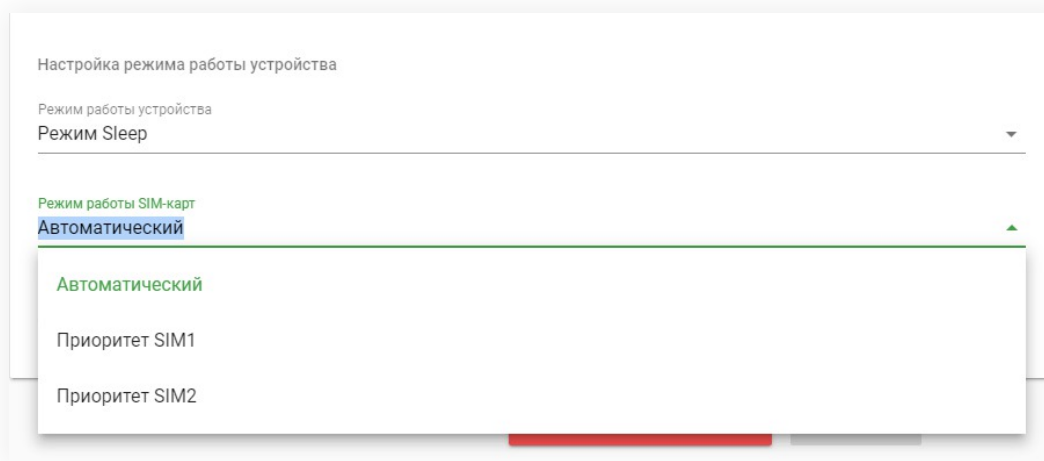 Настройка режима работы устройства
Режим работы устройства
Режим Sleep
Режим работы SIM-карт
Автоматический
Автоматический
Приоритет SIM1
Приоритет SIM2